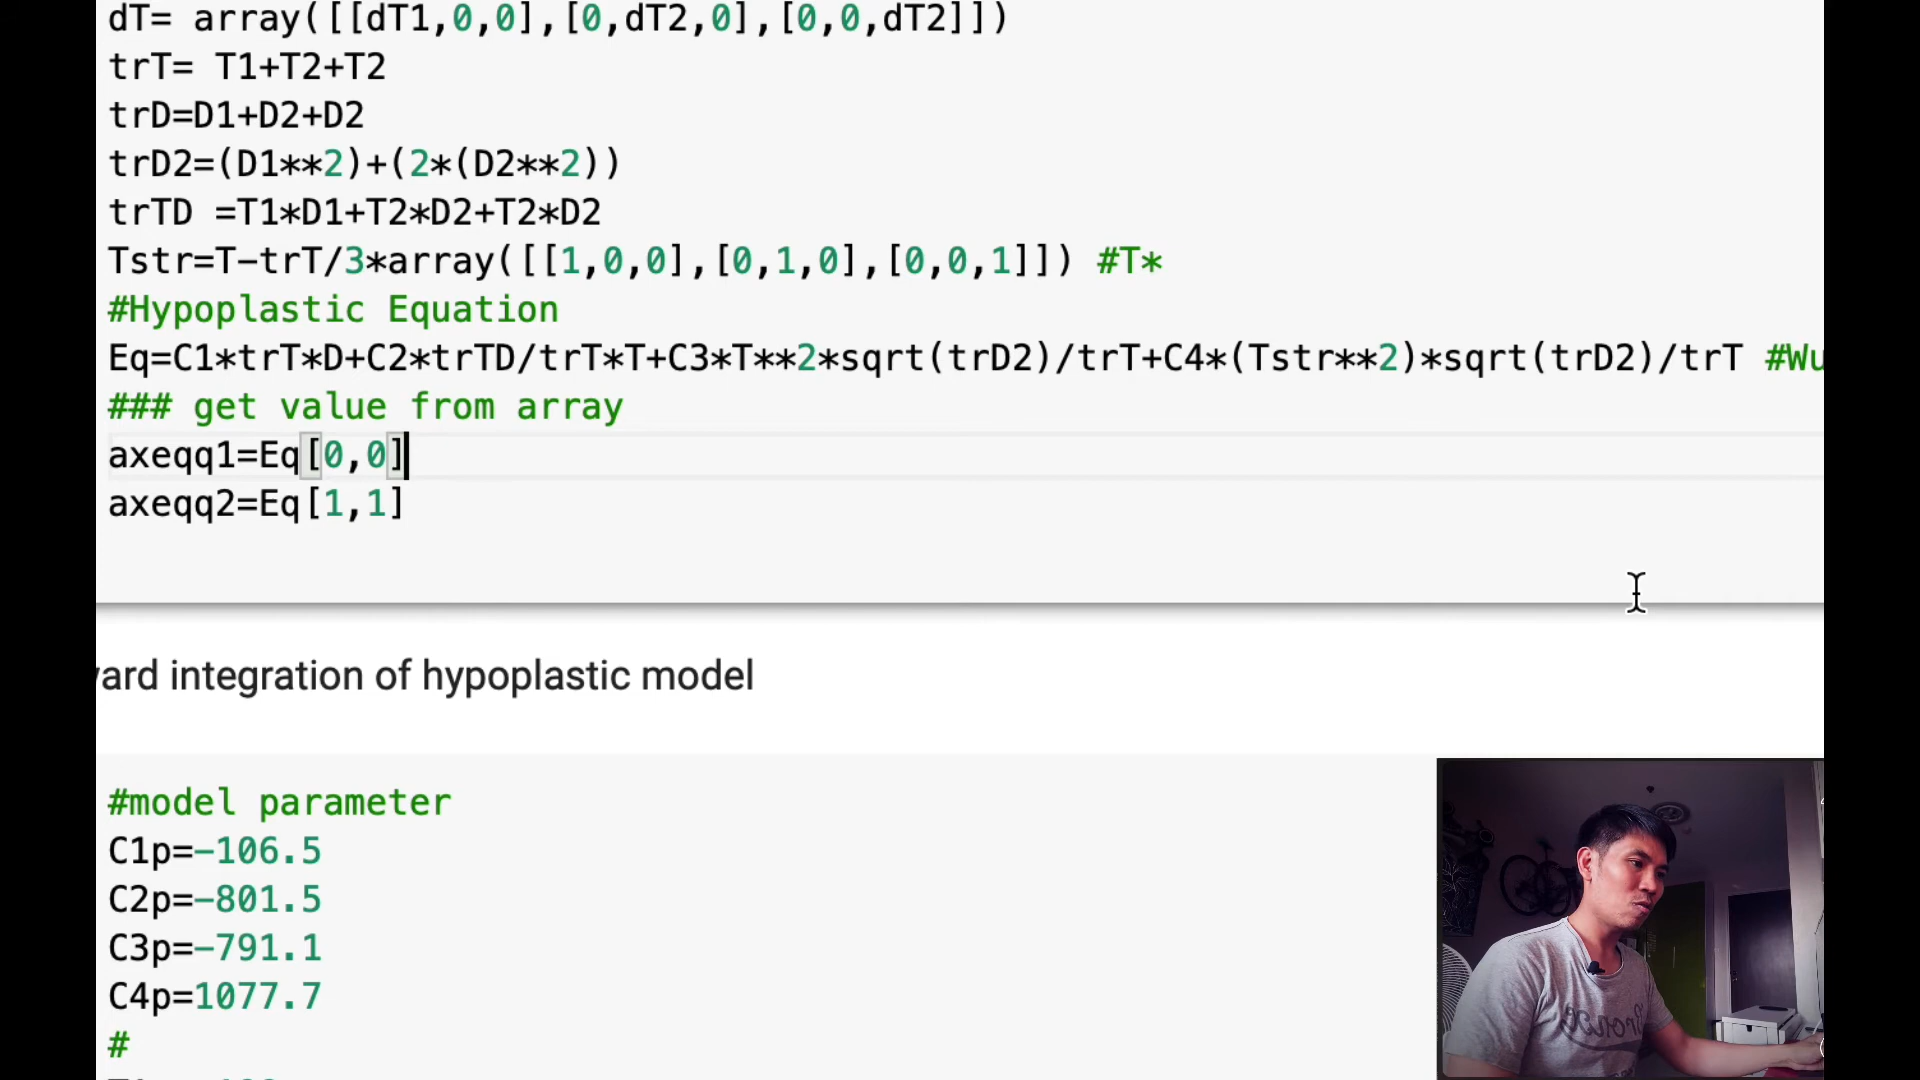 dT= array([[dT1,0,0],[0,dT2,0],[0,0,dT2]])
trT= T1+T2+T2
trD=D1+D2+D2
trD2=(D1**2)+(2*(D2**2))
trTD =T1*D1+T2*D2+T2*D2
Tstr=T-trT/3*array([[1,0,0],[0,1,0],[0,0,1]]) #T*
#Hypoplastic Equation
Eq=C1*trT*D+C2*trTD/trT*T+C3*T**2*sqrt(trD2)/trT+C4*(Tstr**2)*sqrt(trD2)/trT #Wu
### get value from array
axeqq1=Eq[0,0]
axeqq2=Eq[1,1]
ward integration of hypoplastic model
#model parameter
C1p=-106.5
C2p=-801.5
C3p=-791.1
C4p=1077.7
#